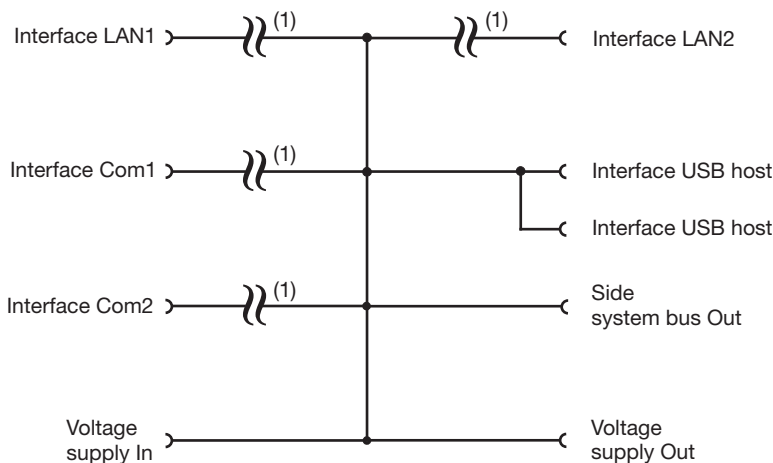 Interface LAN1
(1)
(1)
Interface LAN2
Interface Com1
(1)
Interface USB host
Interface USB host
Interface Com2
(1)
Side
system bus Out
Voltage
supply In
Voltage
supply Out